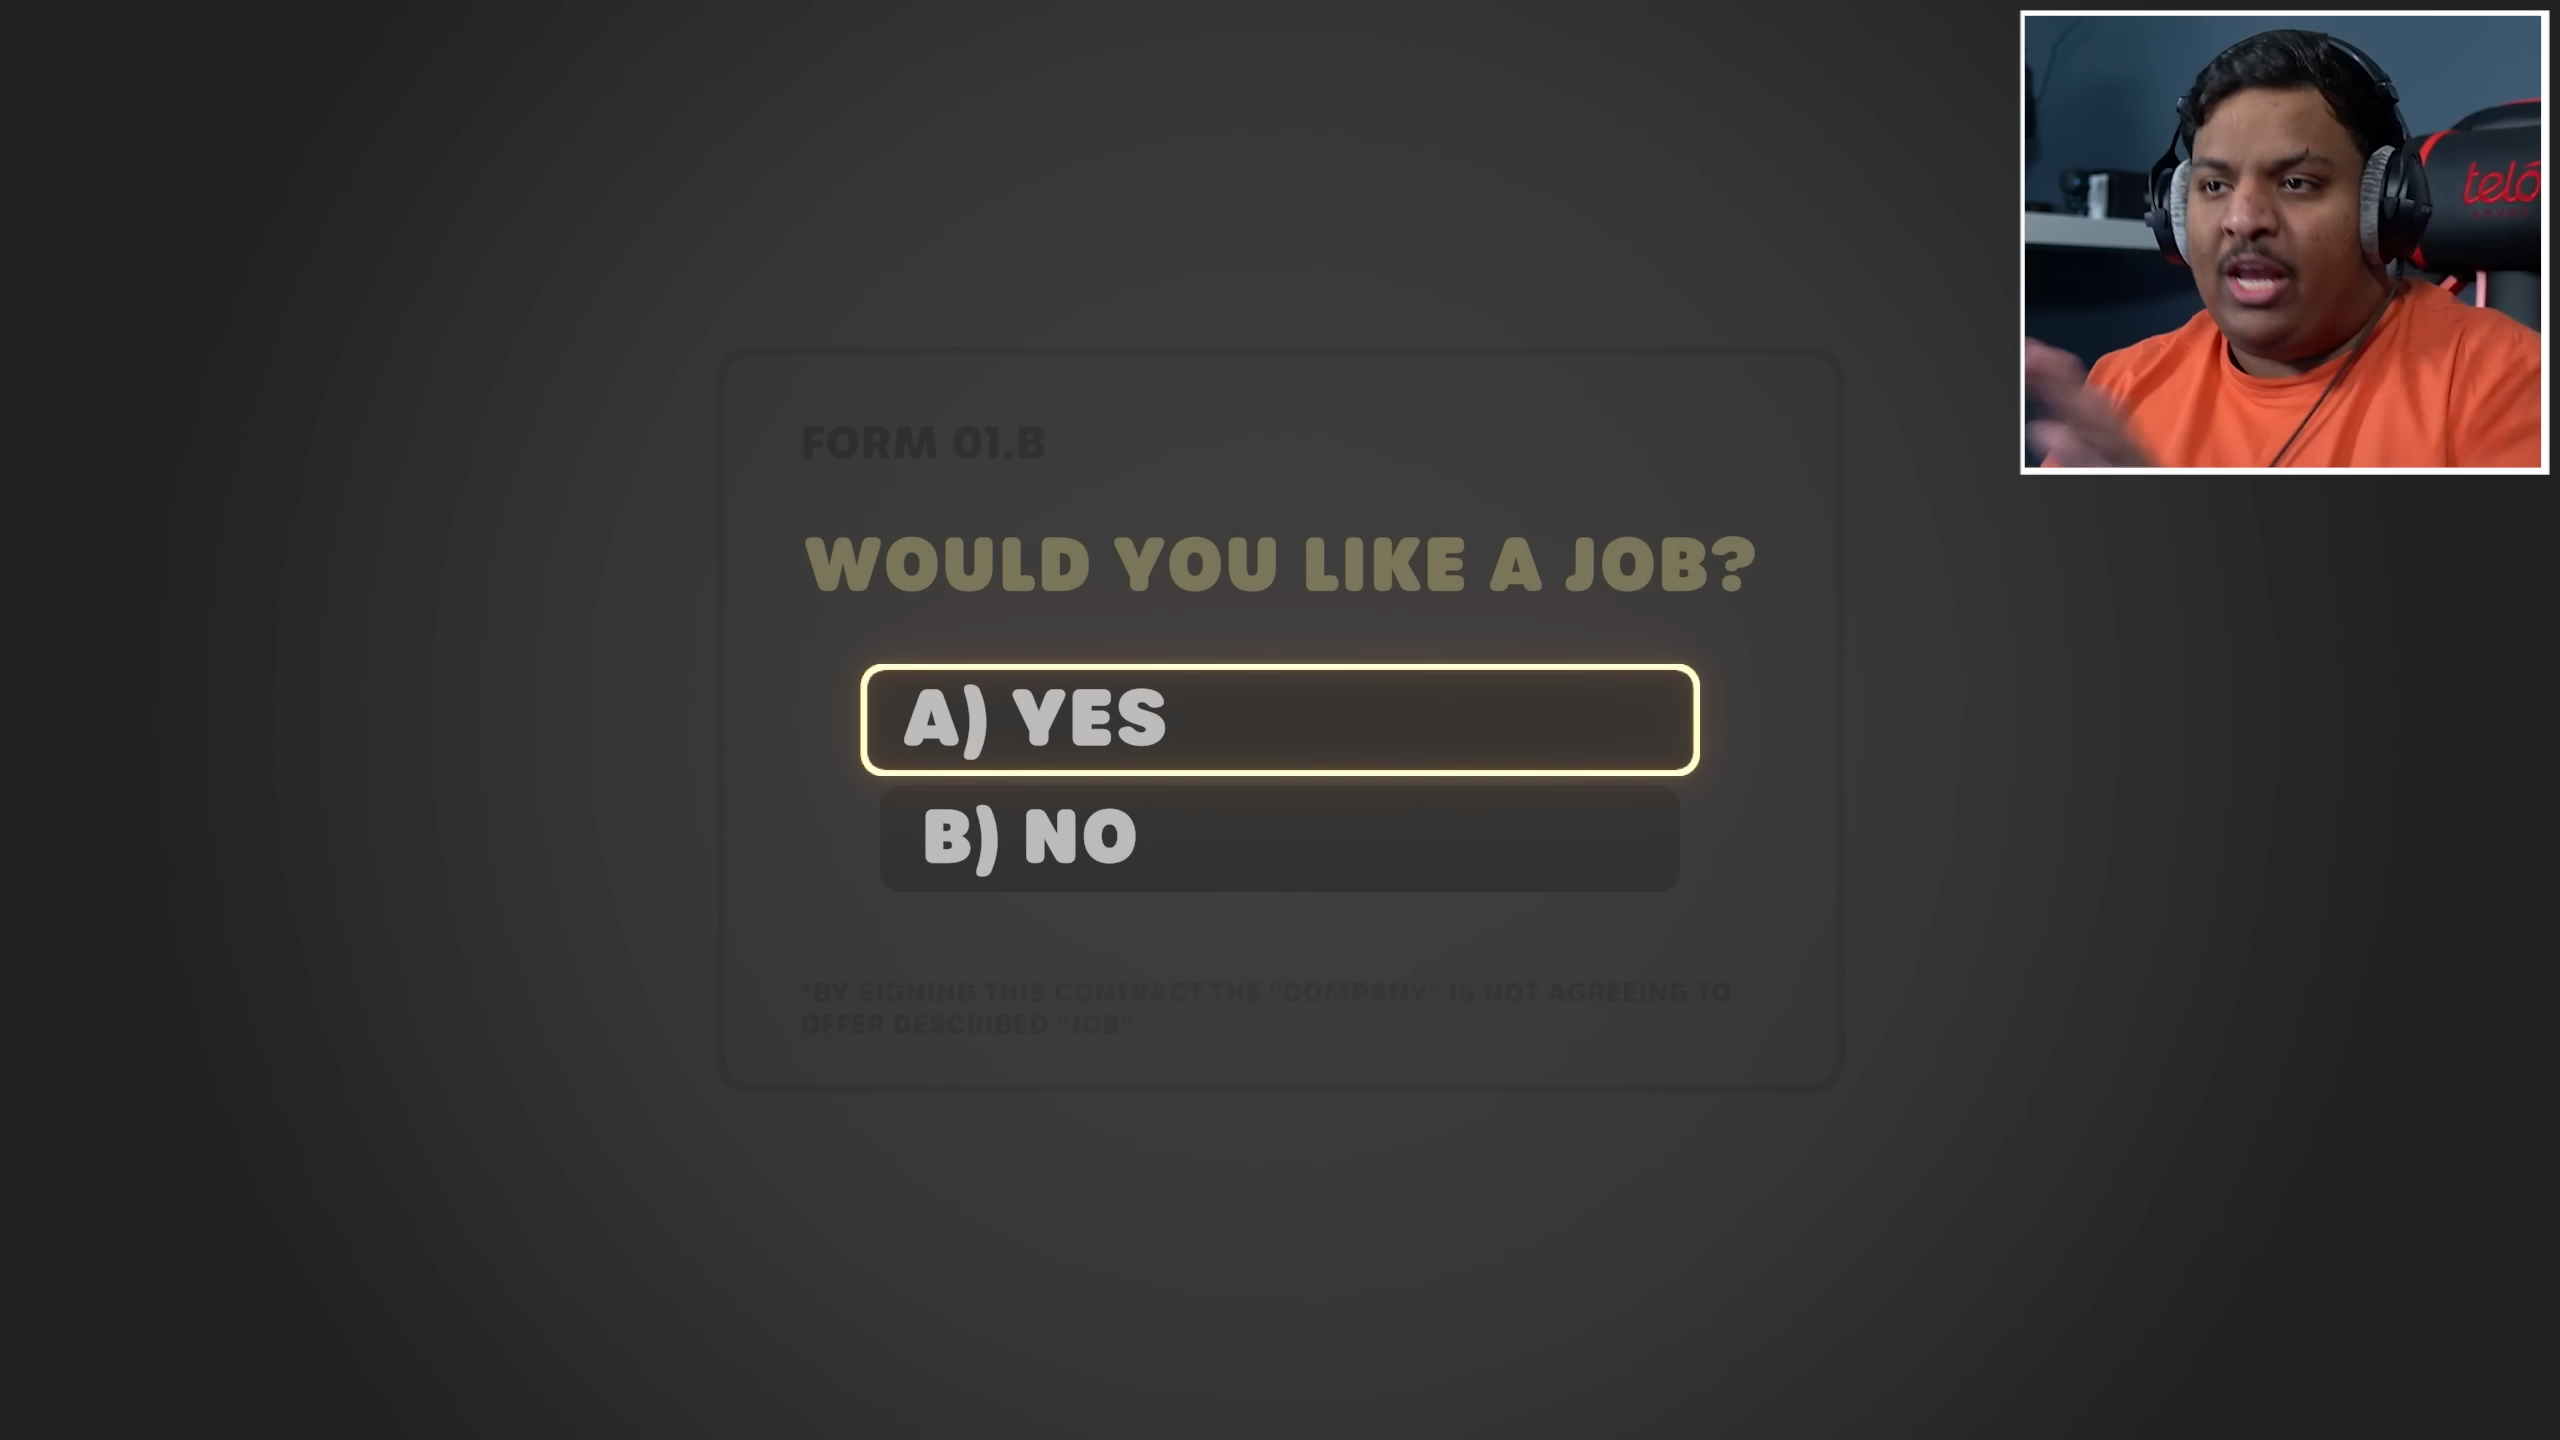 FORM 01.B
WOULD YOU LIKE A JOB?
A) YES
B) NO
*BY SIGNING THIS CONTRACT THE "COMPANY" IS NOT AGREEING TO
OFFER DESCRIBED "JOB".
teló